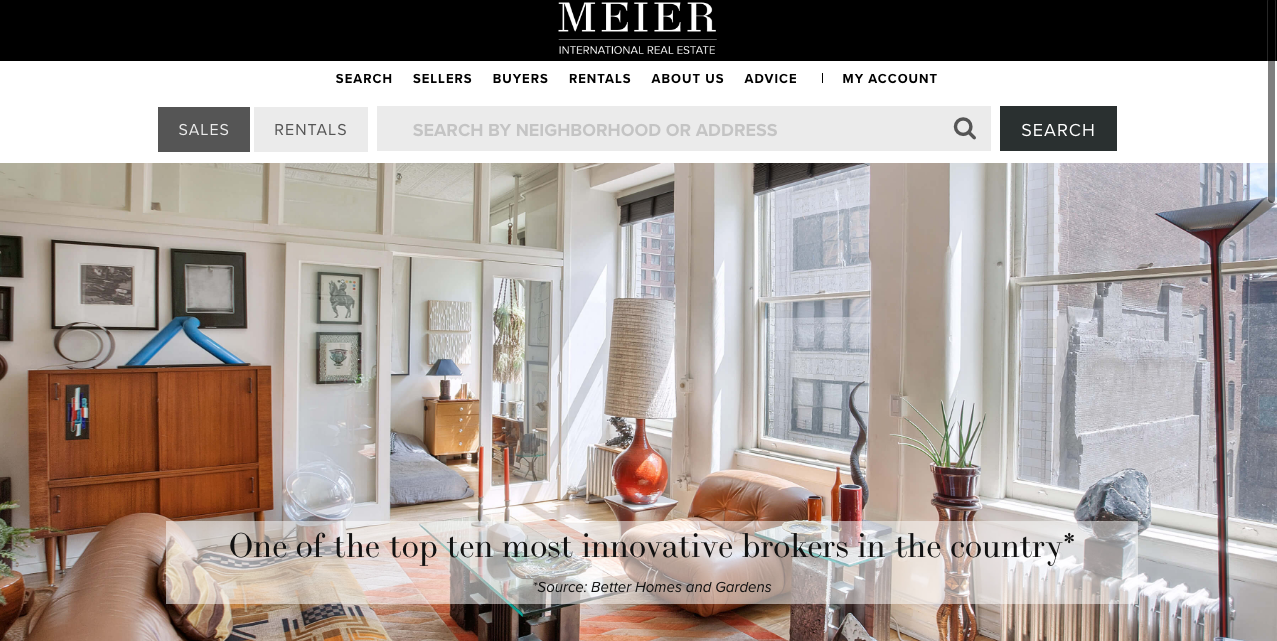 MEIER
INTERNATIONAL REAL ESTATE
SEARCH SELLERS BUYERS RENTALS ABOUT US ADVICE | MY ACCOUNT
SALES RENTALS SEARCH BY NEIGHBORHOOD OR ADDRESS SEARCH
One of the top ten most innovative brokers in the country*
*Source: Better Homes and Gardens